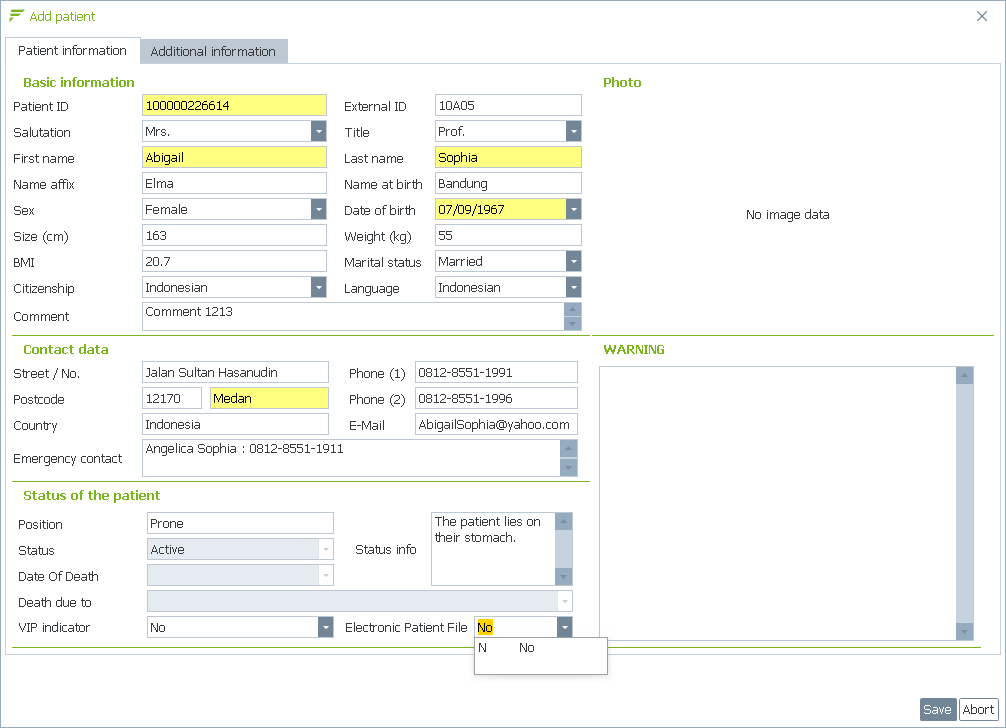 Add patient
Patient information Additional information
Basic information
Patient ID 100000226614 External ID 10A05
Salutation Mrs. Title Prof.
First name Abigail Last name Sophia
Name affix Elma Name at birth Bandung
Sex Female Date of birth 07/09/1967
Size (cm) 163 Weight (kg) 55
BMI 20.7 Marital status Married
Citizenship Indonesian Language Indonesian
Comment Comment 1213
Photo
No image data
Contact data
Street / No. Jalan Sultan Hasanudin Phone (1) 0812-8551-1991
Postcode 12170 Medan Phone (2) 0812-8551-1996
Country Indonesia E-Mail AbigailSophia@yahoo.com
Emergency contact Angelica Sophia : 0812-8551-1911
WARNING
Status of the patient
Position Prone
Status Active Status info The patient lies on
their stomach.
Date Of Death
Death due to
VIP indicator No Electronic Patient File No
N No
Save Abort